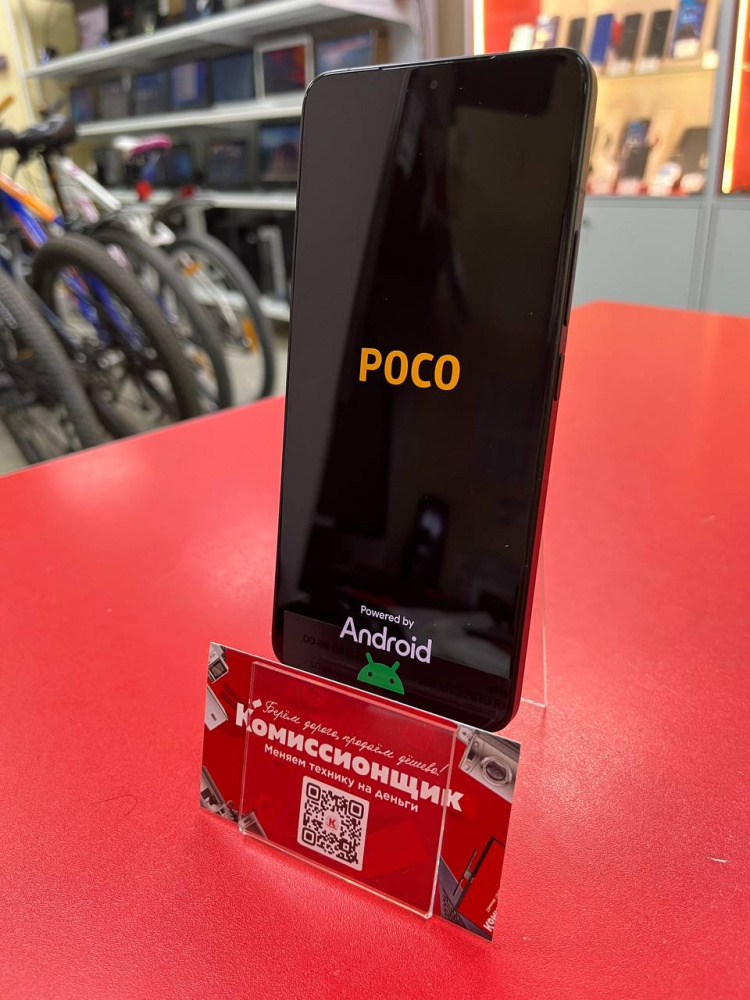 POCO
Powered by
Android
Берём дорого, продаём дёшево!
Комиссионщик
Меняем технику на деньги
К